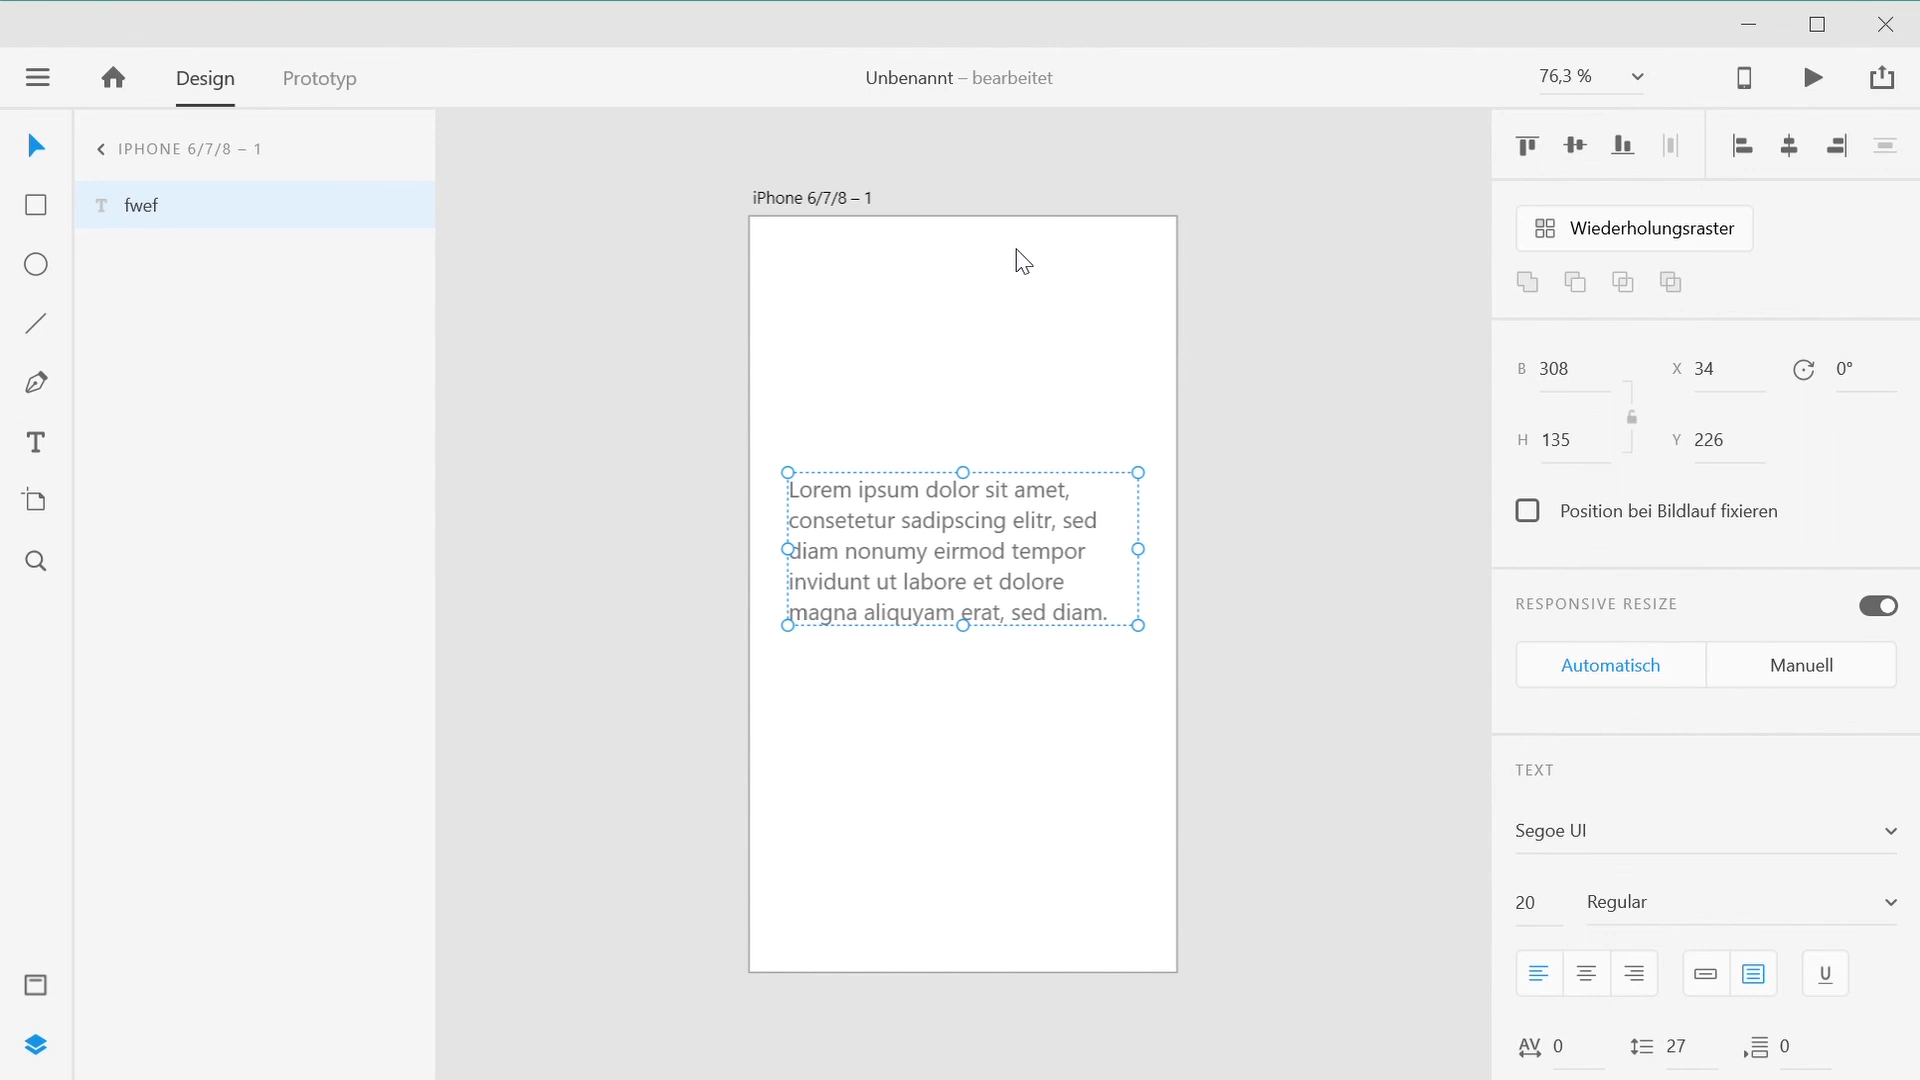 Design
Prototyp
Unbenannt – bearbeitet
76,3 %
IPHONE 6/7/8 – 1
T fwef
iPhone 6/7/8 – 1
Lorem ipsum dolor sit amet,
consetetur sadipscing elitr, sed
diam nonumy eirmod tempor
invidunt ut labore et dolore
magna aliquyam erat, sed diam.
Wiederholungsraster
B 308
X 34
0°
H 135
Y 226
Position bei Bildlauf fixieren
RESPONSIVE RESIZE
Automatisch
Manuell
TEXT
Segoe UI
20
Regular
U
AV 0
27
0